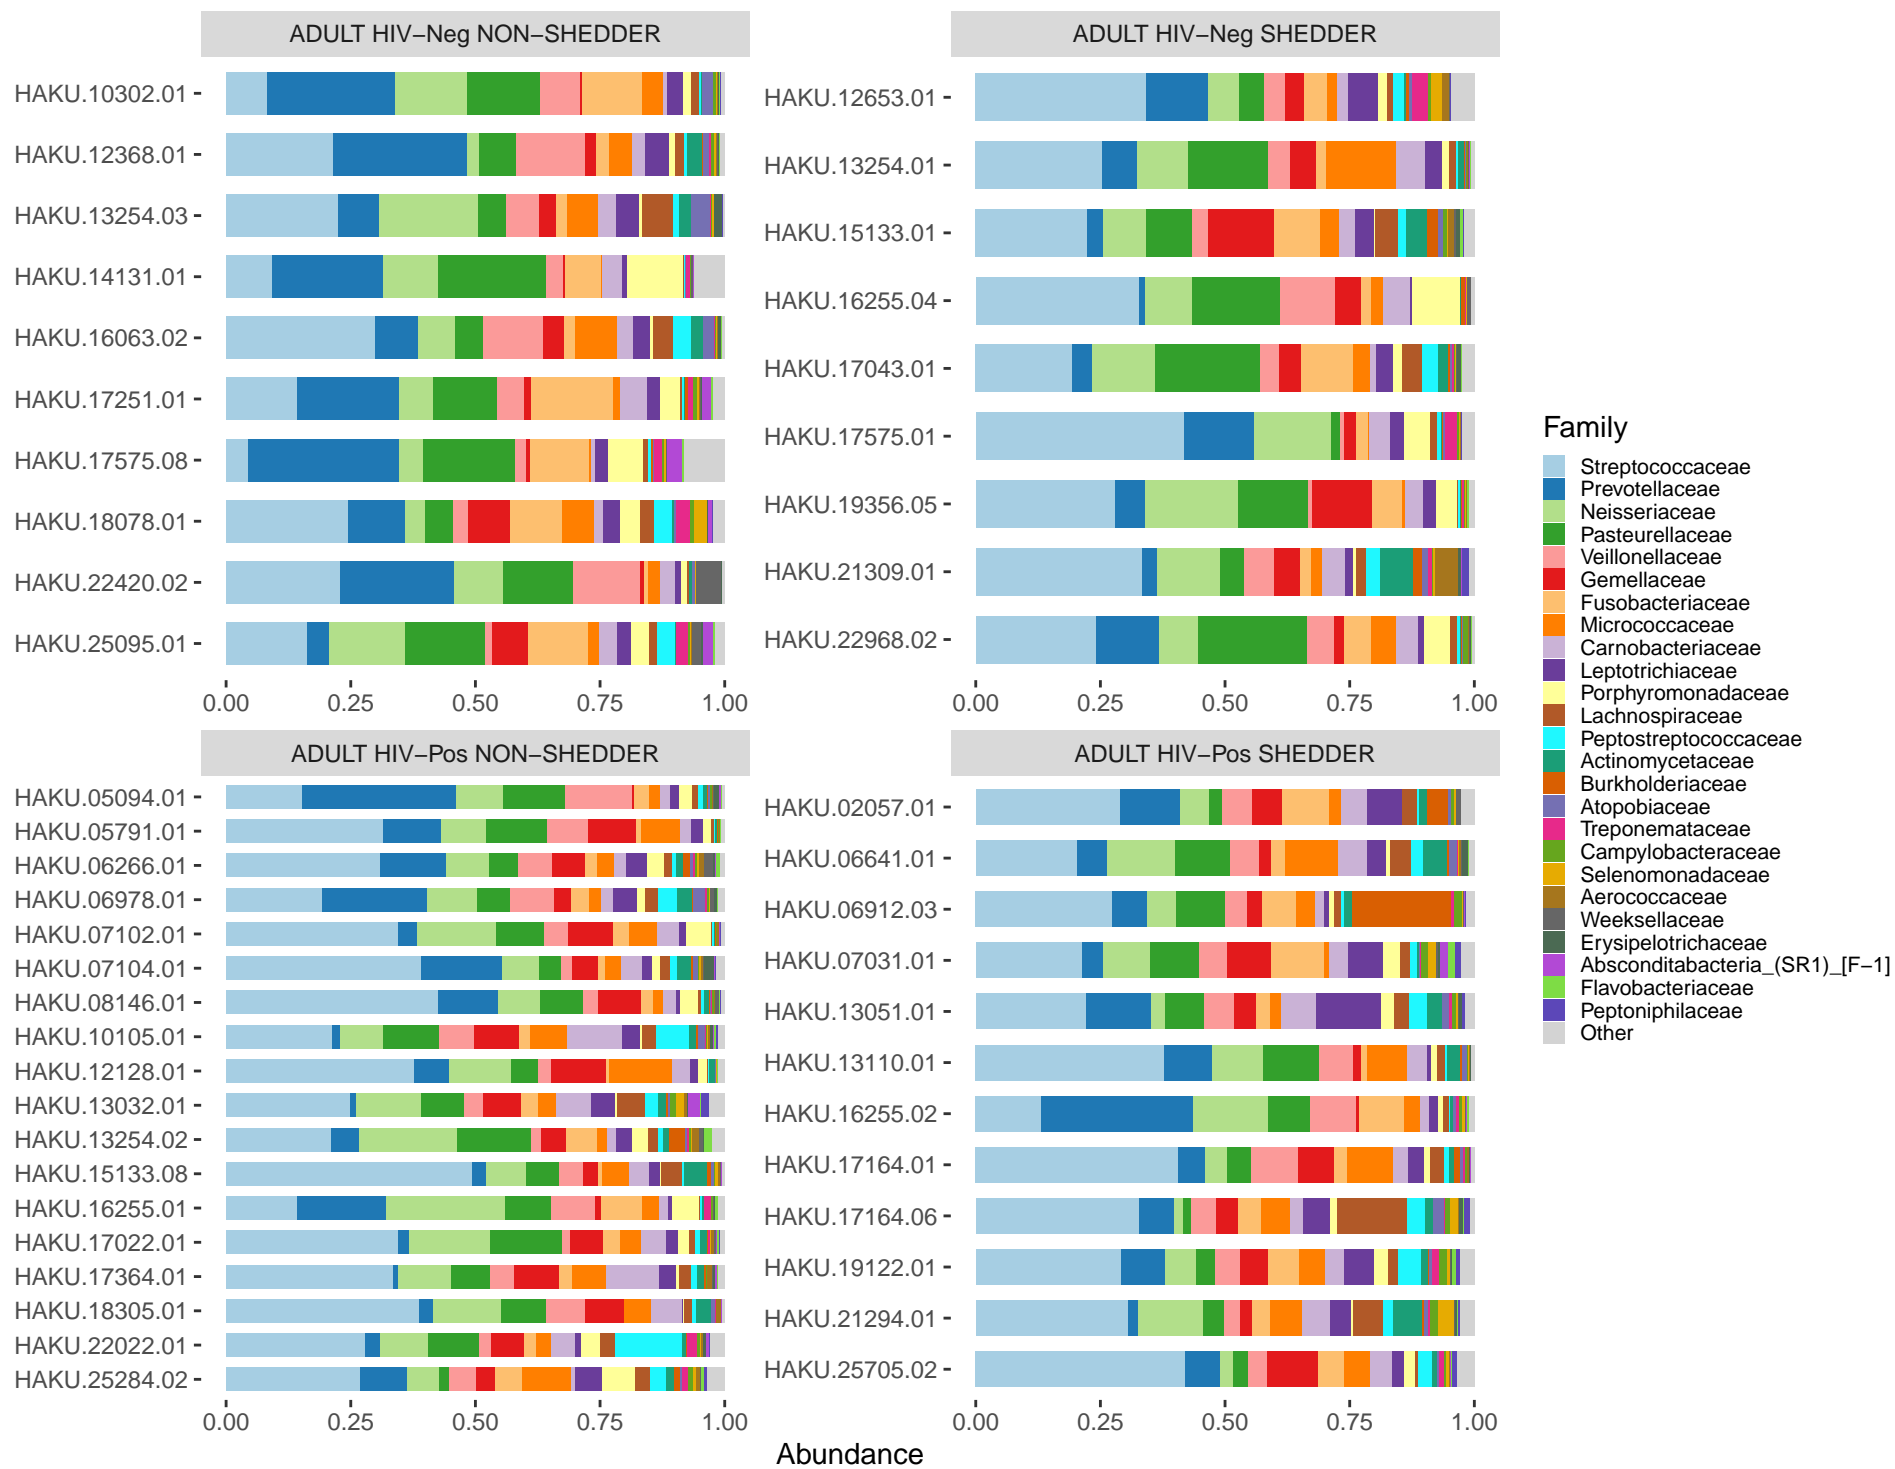 ADULT HIV−Neg NON−SHEDDER
HAKU.10302.01
HAKU.12368.01
HAKU.13254.03
HAKU.14131.01
HAKU.16063.02
HAKU.17251.01
HAKU.17575.08
HAKU.18078.01
HAKU.22420.02
HAKU.25095.01
0.00 0.25 0.50 0.75 1.00
ADULT HIV−Neg SHEDDER
HAKU.12653.01
HAKU.13254.01
HAKU.15133.01
HAKU.16255.04
HAKU.17043.01
HAKU.17575.01
HAKU.19356.05
HAKU.21309.01
HAKU.22968.02
0.00 0.25 0.50 0.75 1.00
ADULT HIV−Pos NON−SHEDDER
HAKU.05094.01
HAKU.05791.01
HAKU.06266.01
HAKU.06978.01
HAKU.07102.01
HAKU.07104.01
HAKU.08146.01
HAKU.10105.01
HAKU.12128.01
HAKU.13032.01
HAKU.13254.02
HAKU.15133.08
HAKU.16255.01
HAKU.17022.01
HAKU.17364.01
HAKU.18305.01
HAKU.22022.01
HAKU.25284.02
0.00 0.25 0.50 0.75 1.00
ADULT HIV−Pos SHEDDER
HAKU.02057.01
HAKU.06641.01
HAKU.06912.03
HAKU.07031.01
HAKU.13051.01
HAKU.13110.01
HAKU.16255.02
HAKU.17164.01
HAKU.17164.06
HAKU.19122.01
HAKU.21294.01
HAKU.25705.02
0.00 0.25 0.50 0.75 1.00
Abundance
Family
Streptococcaceae
Prevotellaceae
Neisseriaceae
Pasteurellaceae
Veillonellaceae
Gemellaceae
Fusobacteriaceae
Micrococcaceae
Carnobacteriaceae
Leptotrichiaceae
Porphyromonadaceae
Lachnospiraceae
Peptostreptococcaceae
Actinomycetaceae
Burkholderiaceae
Atopobiaceae
Treponemataceae
Campylobacteraceae
Selenomonadaceae
Aerococcaceae
Weeksellaceae
Erysipelotrichaceae
Absconditabacteria_(SR1)_[F−1]
Flavobacteriaceae
Peptoniphilaceae
Other